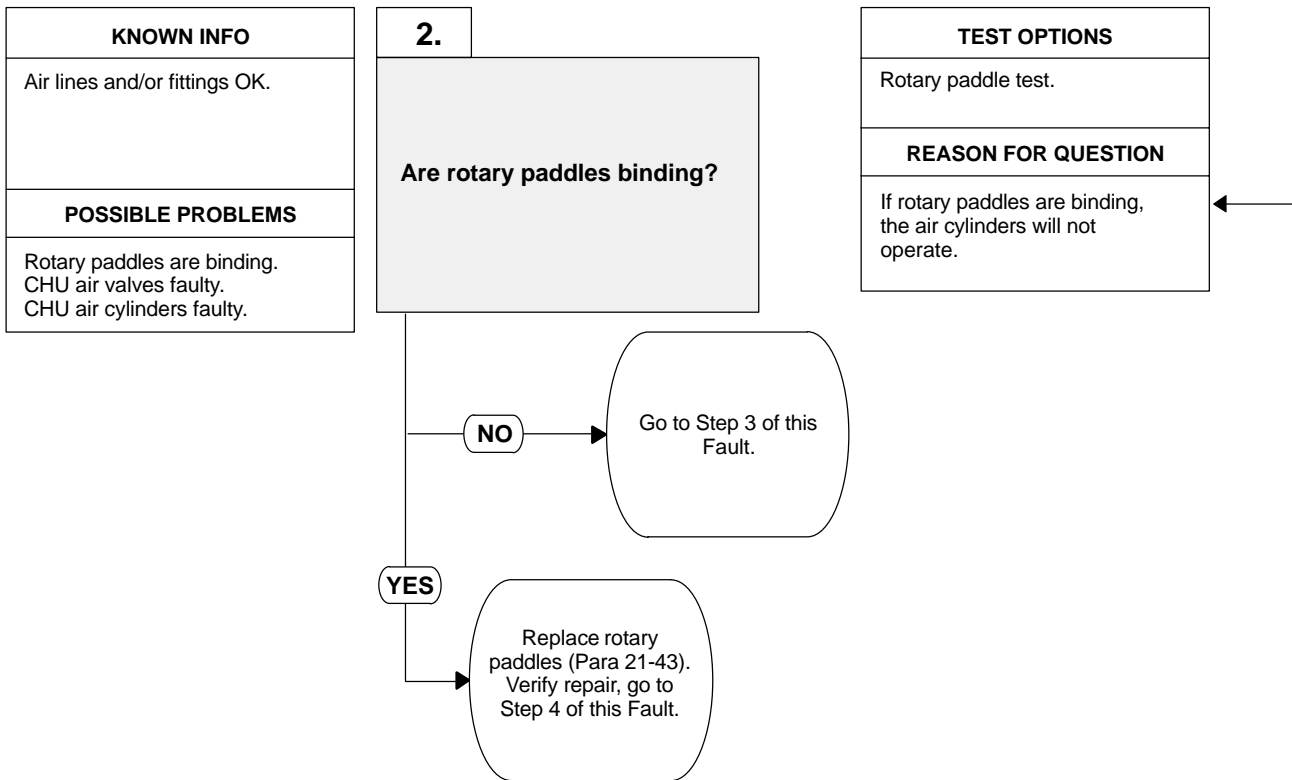 KNOWN INFO
Air lines and/or fittings OK.
POSSIBLE PROBLEMS
Rotary paddles are binding.
CHU air valves faulty.
CHU air cylinders faulty.
2.
Are rotary paddles binding?
TEST OPTIONS
Rotary paddle test.
REASON FOR QUESTION
If rotary paddles are binding,
the air cylinders will not
operate.
NO
Go to Step 3 of this
Fault.
YES
Replace rotary
paddles (Para 21-43).
Verify repair, go to
Step 4 of this Fault.